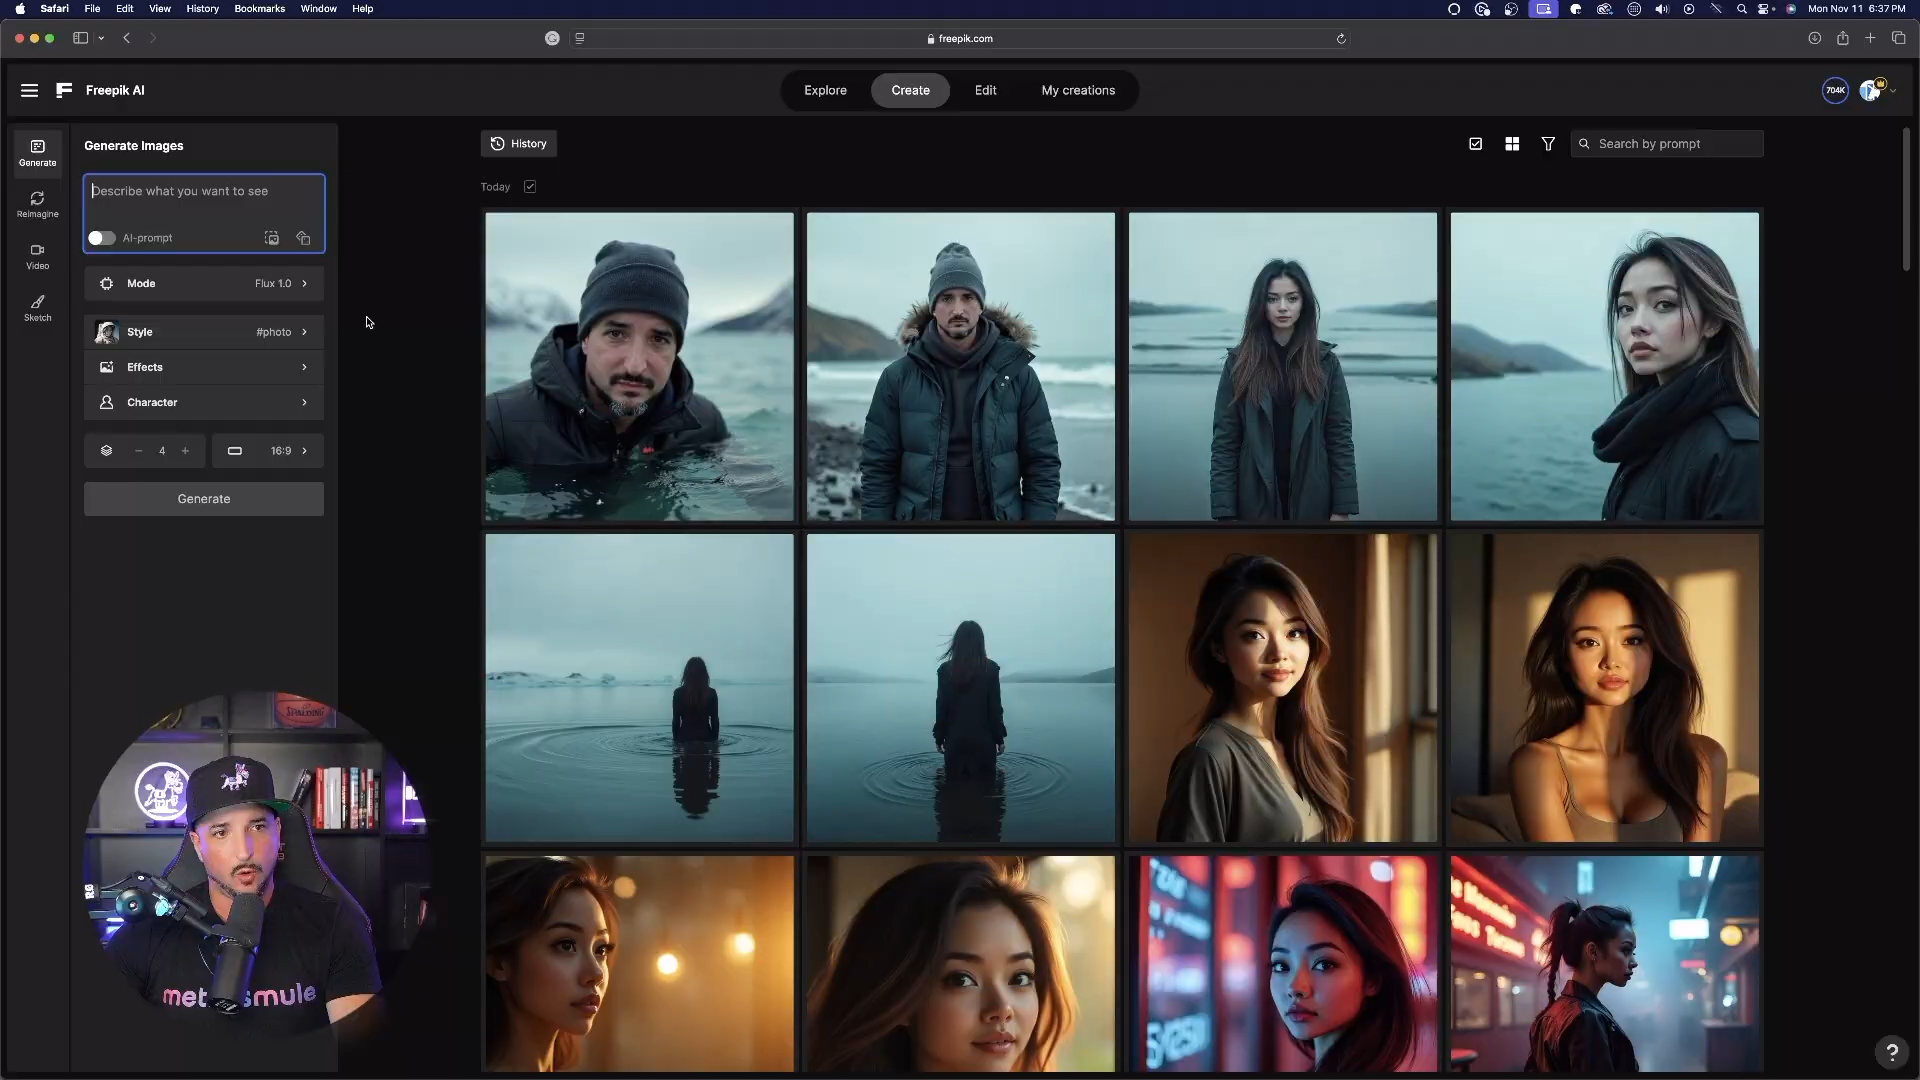 Safari File Edit View History Bookmarks Window Help
Mon Nov 11 6:37 PM
freepik.com
Freepik AI
Explore Create Edit My creations
704K
Generate
Reimagine
Video
Sketch
Generate Images
Describe what you want to see
AI-prompt
Mode Flux 1.0
Style #photo
Effects
Character
4 16:9
Generate
History
Search by prompt
Today
SPALDING
?